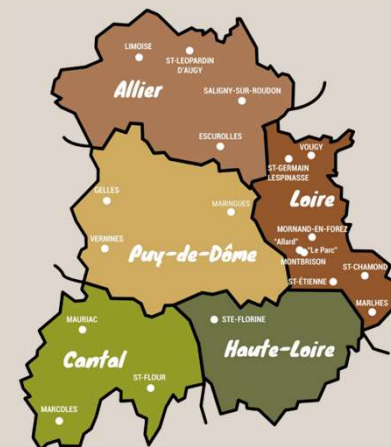 LIMOISE
ST-LEOPARDIN
D'AUGY
Allier
SALIGNY-SUR-ROUDON
ESCUROLLES
VOUGY
ST-GERMAIN
LESPINASSE
Loire
GELLES
MARINGUES
MORNAND-EN-FOREZ
"Allard"
"Le Parc"
MONTBRISON
VERNINES
Puy-de-Dôme
ST-CHAMOND
ST-ÉTIENNE
MARLHES
MAURIAC
STE-FLORINE
Cantal
Haute-Loire
ST-FLOUR
MARCOLES